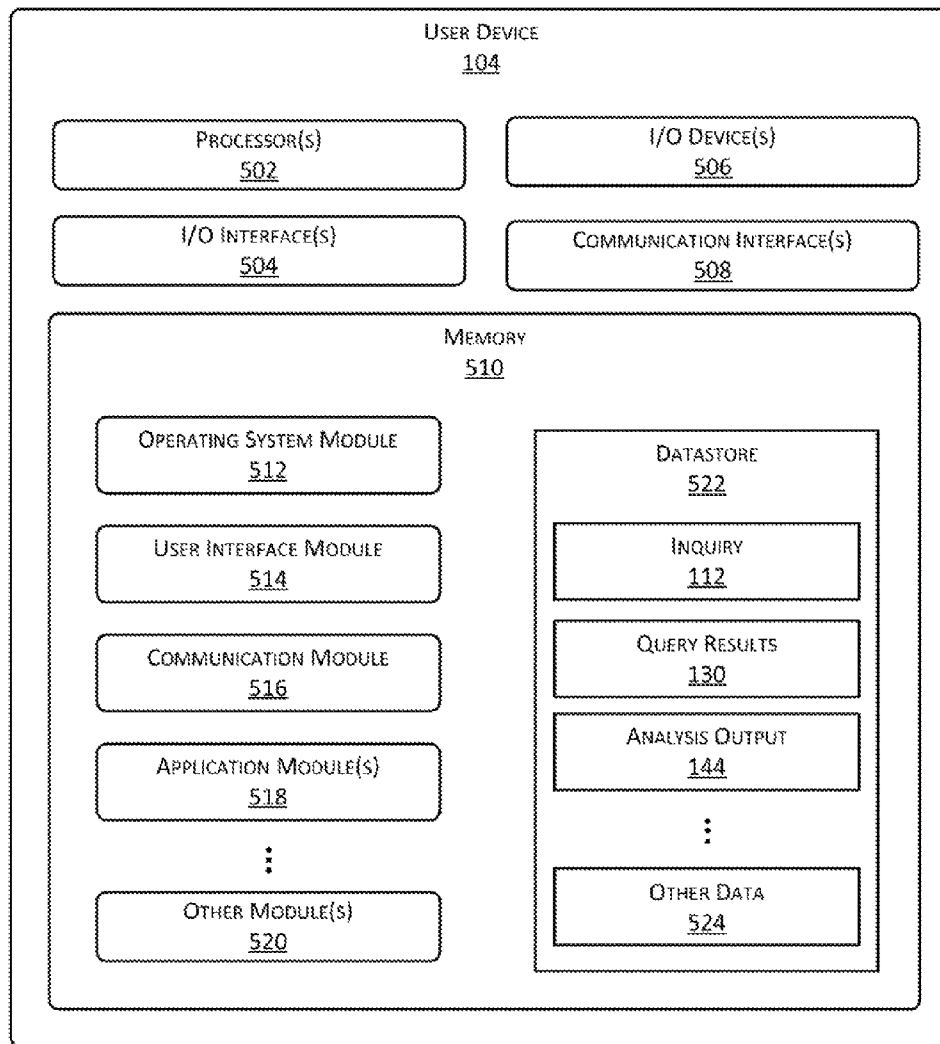 User Device
104
Processor(s)
502
I/O Device(s)
506
I/O Interface(s)
504
Communication Interface(s)
508
Memory
510
Operating System Module
512
User Interface Module
514
Communication Module
516
Application Module(s)
518
Other Module(s)
520
Datastore
522
Inquiry
112
Query Results
130
Analysis Output
144
Other Data
524